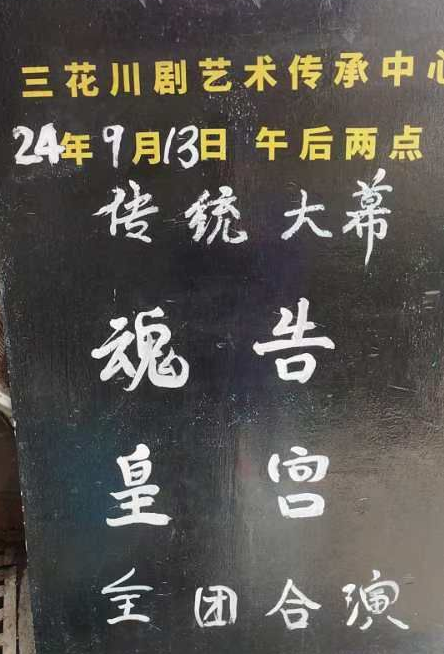 三花川剧艺术传承中心
24年9月13日 午后两点
传统大幕
魂告
皇宫
全团合演